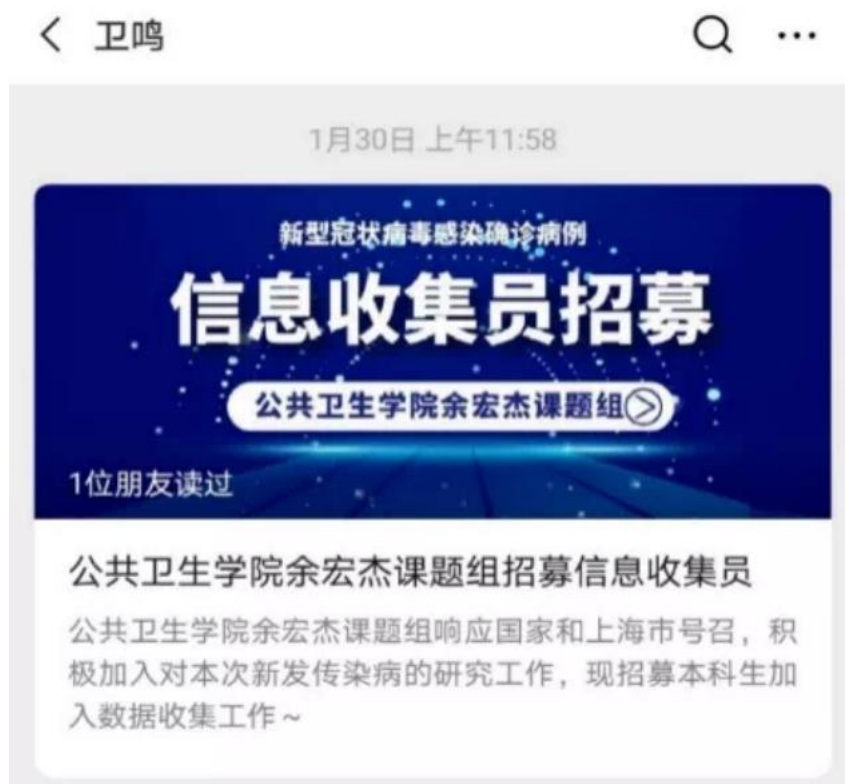 卫鸣
1月30日 上午11:58
新型冠状病毒感染确诊病例
信息收集员招募
公共卫生学院余宏杰课题组
1位朋友读过
公共卫生学院余宏杰课题组招募信息收集员
公共卫生学院余宏杰课题组响应国家和上海市号召，积
极加入对本次新发传染病的研究工作，现招募本科生加
入数据收集工作～